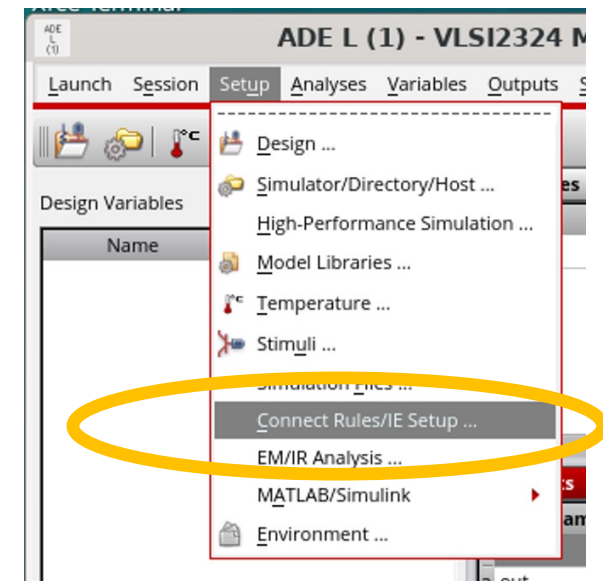 ADE L (1) - VLSI2324
ADE
L
(1)
Launch Session Setup Analyses Variables Outputs
°C
Design Variables
Name
Design ...
Simulator/Directory/Host ...
High-Performance Simulation ...
Model Libraries ...
°C Temperature ...
Stimuli ...
Simulation Files ...
Connect Rules/IE Setup ...
EM/IR Analysis ...
MATLAB/Simulink
Environment ...
out